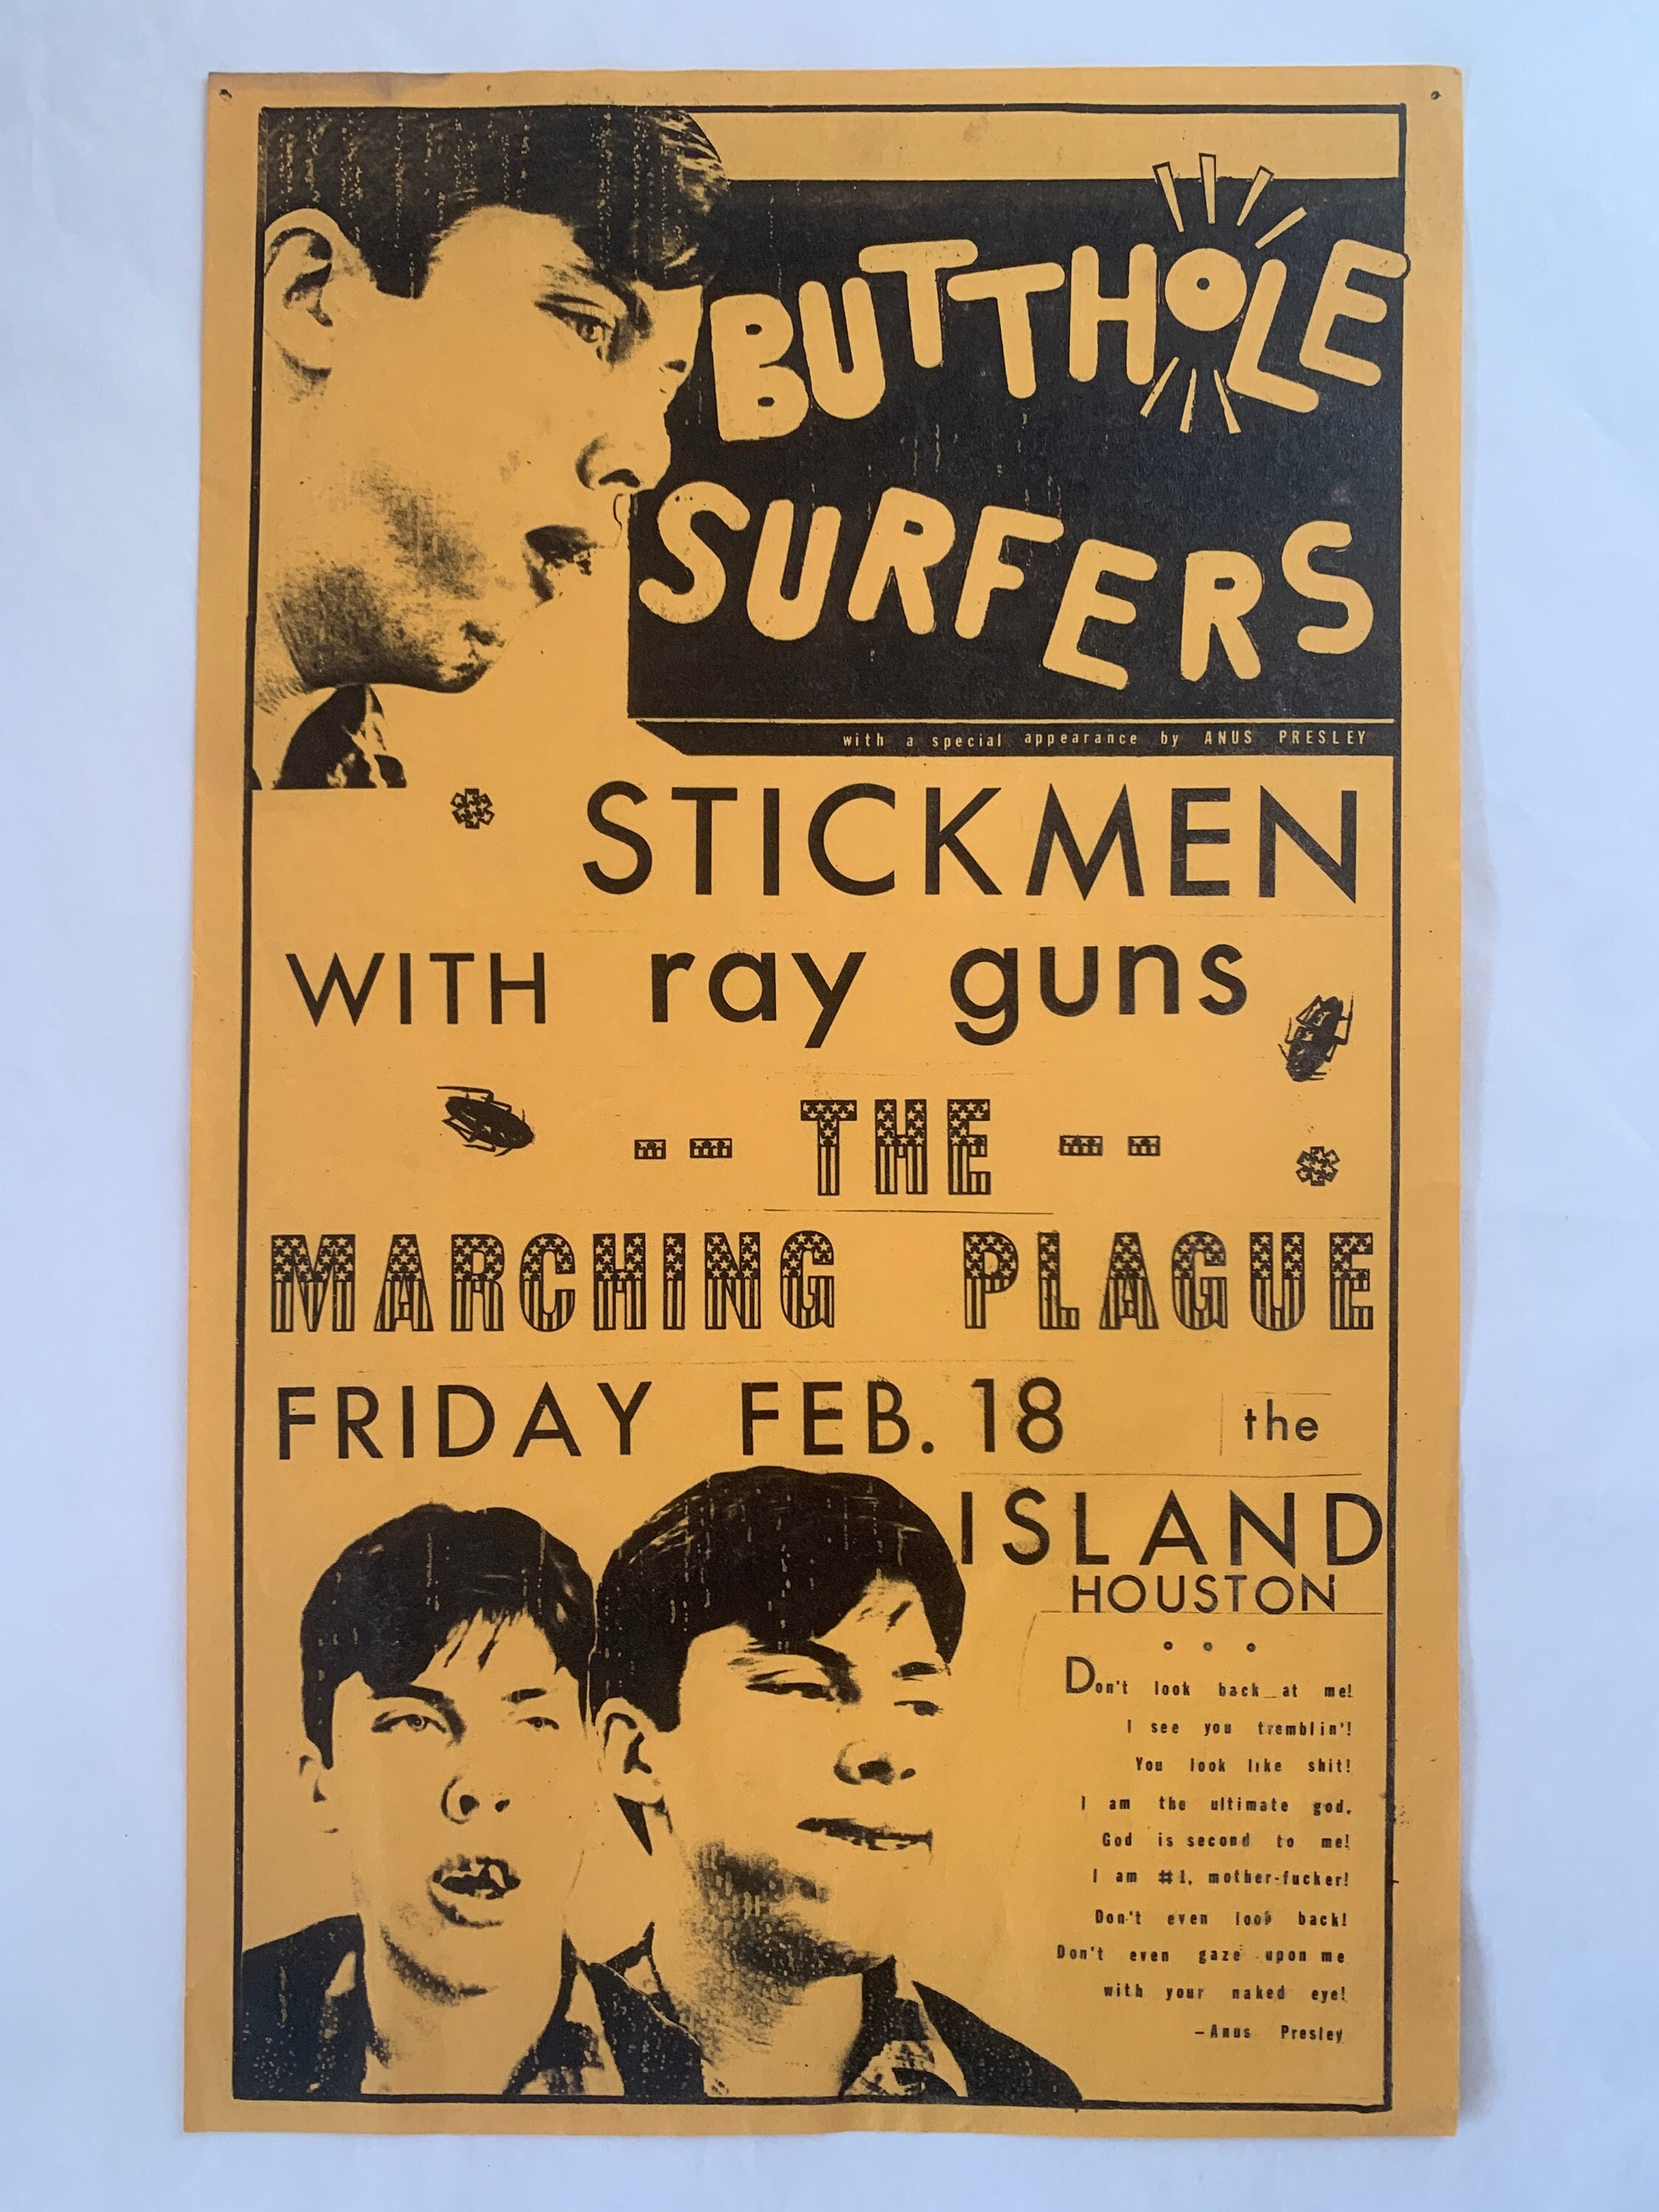 BUTTHOLE
SURFERS
with a special appearance by ANUS PRESLEY
STICKMEN
WITH ray guns
-- THE --
MARCHING PLAGUE
FRIDAY FEB. 18 the
ISLAND
HOUSTON
Don't look back at me!
I see you tremblin'!
You look like shit!
I am the ultimate god,
God is second to me!
I am #1, mother-fucker!
Don't even look back!
Don't even gaze upon me
with your naked eye!
—Anus Presley